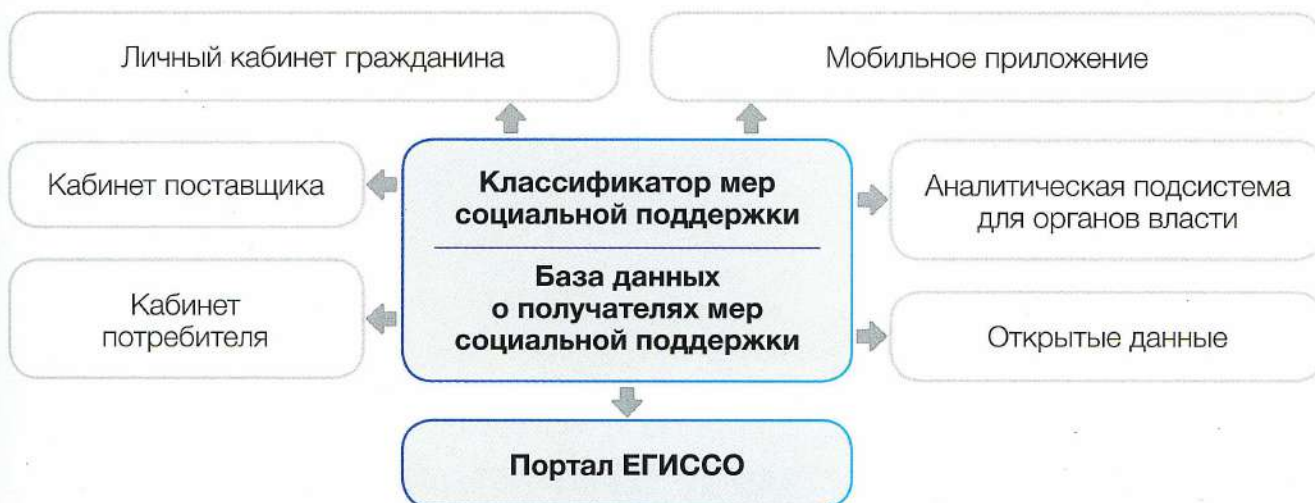 Личный кабинет гражданина
Мобильное приложение
Кабинет поставщика
Классификатор мер
социальной поддержки
Аналитическая подсистема
для органов власти
Кабинет
потребителя
База данных
о получателях мер
социальной поддержки
Открытые данные
Портал ЕГИССО